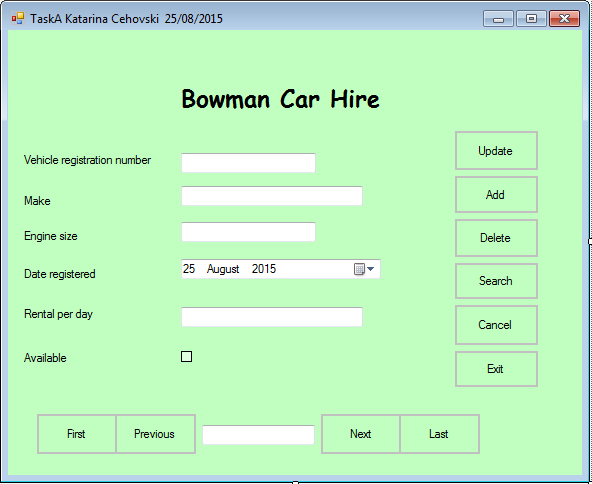 TaskA Katarina Cehovski 25/08/2015
Bowman Car Hire
Vehicle registration number
Update
Make
Add
Engine size
Delete
Date registered
25 August 2015
Search
Rental per day
Cancel
Available
Exit
First
Previous
Next
Last